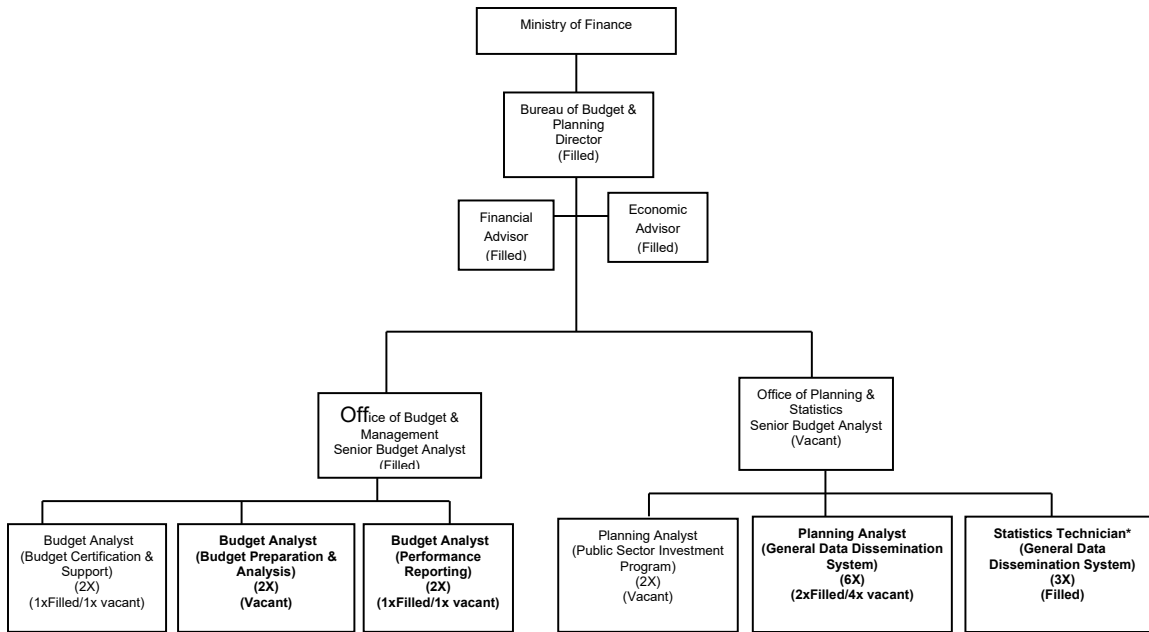 Ministry of Finance
Bureau of Budget &
Planning
Director
(Filled)
Financial
Advisor
(Filled)
Economic
Advisor
(Filled)
Office of Budget &
Management
Senior Budget Analyst
(Filled)
Office of Planning &
Statistics
Senior Budget Analyst
(Vacant)
Budget Analyst
(Budget Certification &
Support)
(2X)
(1xFilled/1x vacant)
Budget Analyst
(Budget Preparation &
Analysis)
(2X)
(Vacant)
Budget Analyst
(Performance
Reporting)
(2X)
(1xFilled/1x vacant)
Planning Analyst
(Public Sector Investment
Program)
(2X)
(Vacant)
Planning Analyst
(General Data Dissemination
System)
(6X)
(2xFilled/4x vacant)
Statistics Technician*
(General Data
Dissemination System)
(3X)
(Filled)